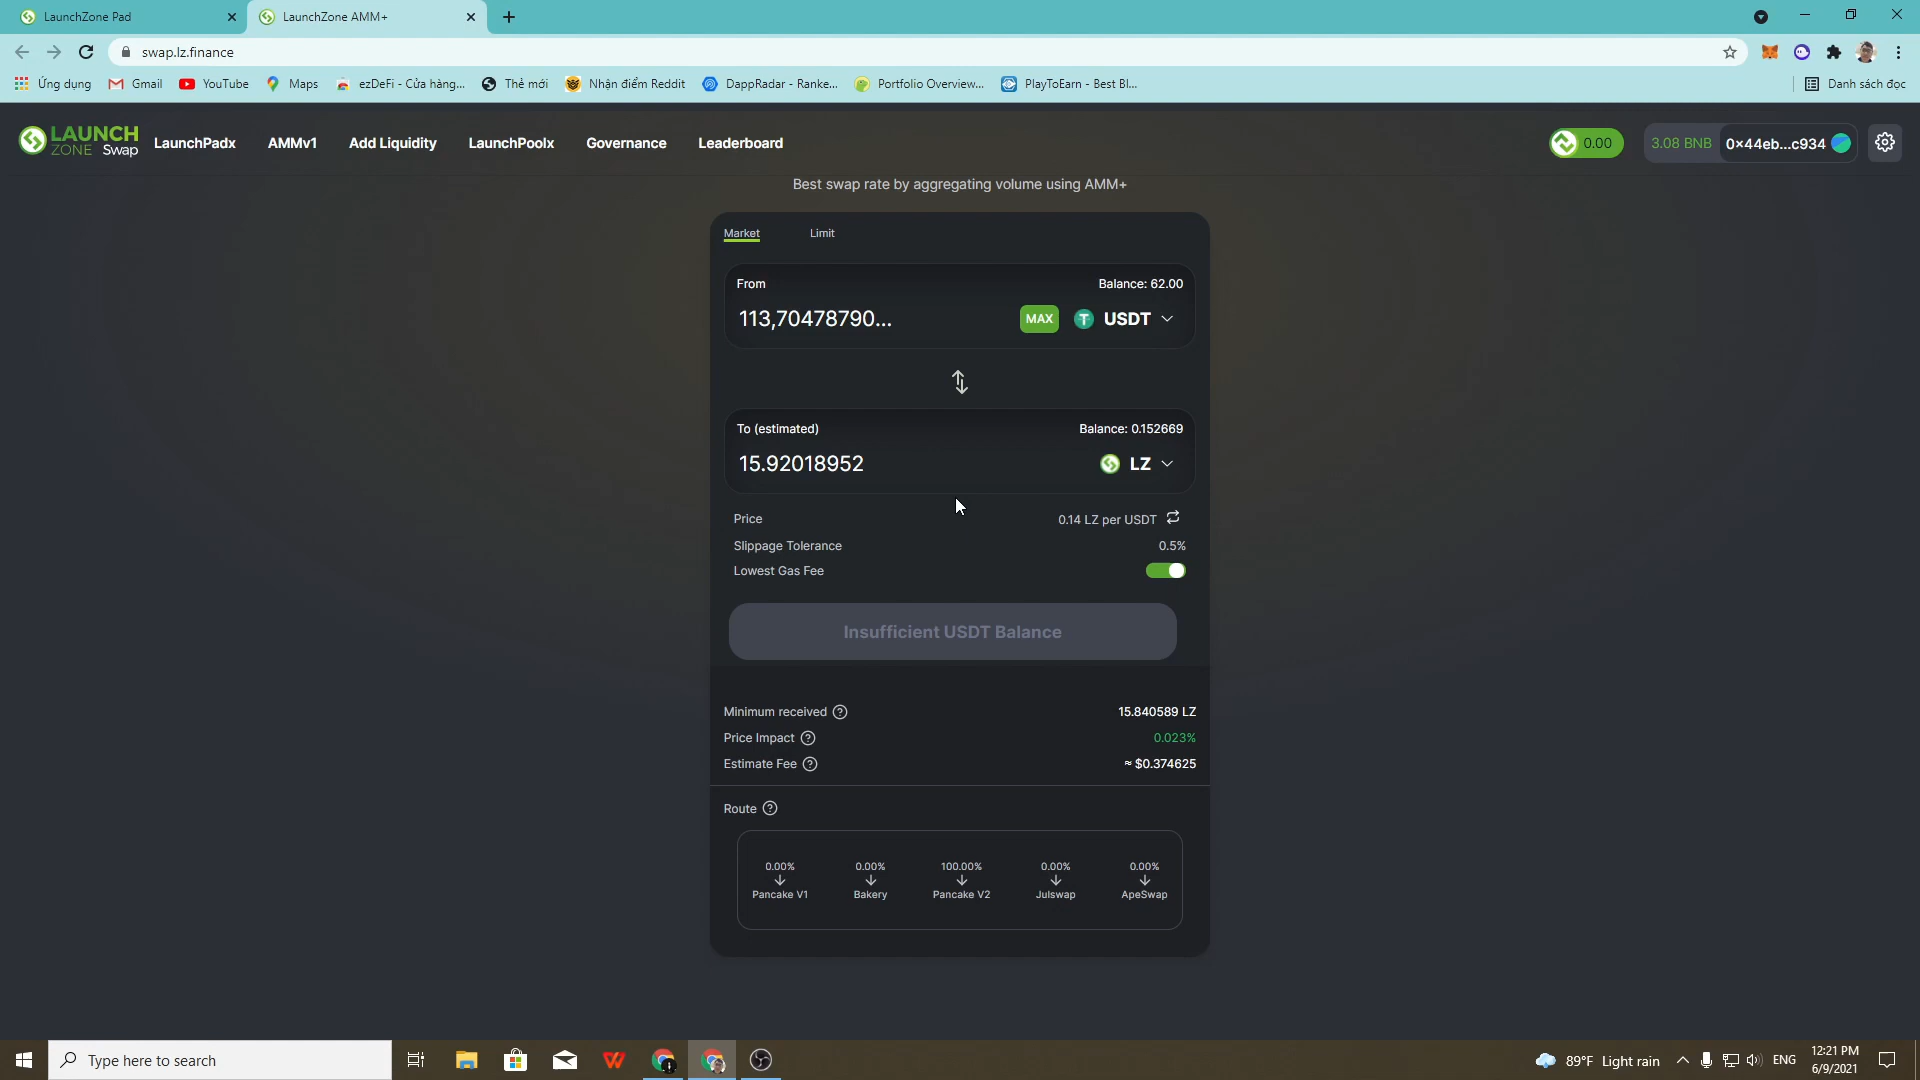 LaunchZone Pad
LaunchZone AMM+
swap.lz.finance
Ứng dụng
Gmail
YouTube
Maps
ezDeFi - Cửa hàng...
Thẻ mới
Nhận điểm Reddit
DappRadar - Ranke...
Portfolio Overview...
PlayToEarn - Best Bl...
Danh sách đọc
LAUNCH
ZONE Swap
LaunchPadx
AMMv1
Add Liquidity
LaunchPoolx
Governance
Leaderboard
0.00
3.08 BNB
0×44eb...c934
Best swap rate by aggregating volume using AMM+
Market
Limit
From
Balance: 62.00
113,70478790...
MAX
USDT
To (estimated)
Balance: 0.152669
15.92018952
LZ
Price
0.14 LZ per USDT
Slippage Tolerance
0.5%
Lowest Gas Fee
Insufficient USDT Balance
Minimum received ?
15.840589 LZ
Price Impact ?
0.023%
Estimate Fee ?
≈ $0.374625
Route ?
0.00%
0.00%
100.00%
0.00%
0.00%
Pancake V1
Bakery
Pancake V2
Julswap
ApeSwap
Type here to search
89°F Light rain
ENG
12:21 PM
6/9/2021